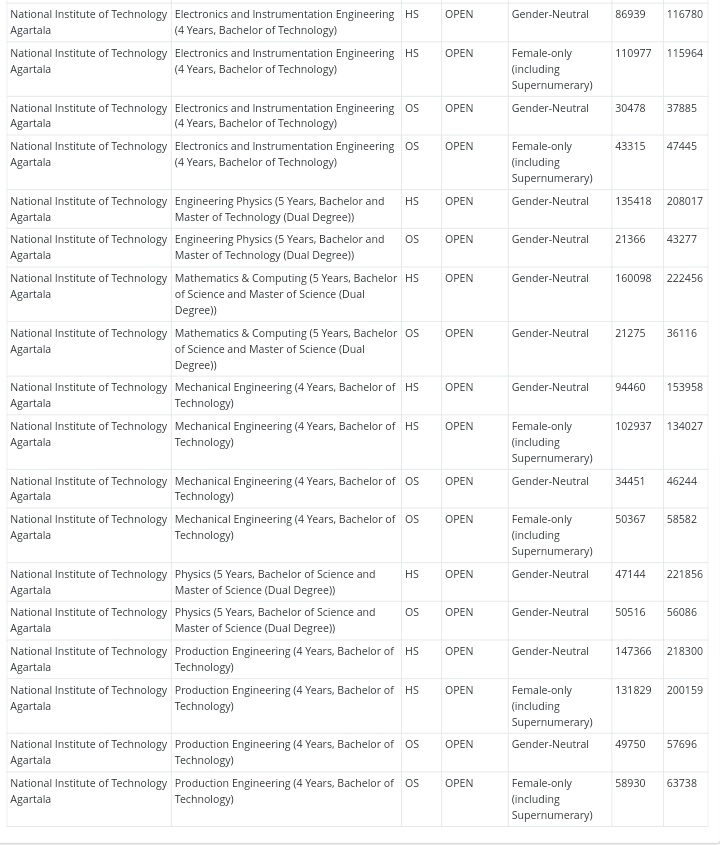 National Institute of Technology Electronics and Instrumentation Engineering HS OPEN Gender-Neutral 86939 116780
Agartala (4 Years, Bachelor of Technology)
National Institute of Technology Electronics and Instrumentation Engineering HS OPEN Female-only 110977 115964
Agartala (4 Years, Bachelor of Technology) (including
Supernumerary)
National Institute of Technology Electronics and Instrumentation Engineering OS OPEN Gender-Neutral 30478 37885
Agartala (4 Years, Bachelor of Technology)
National Institute of Technology Electronics and Instrumentation Engineering OS OPEN Female-only 43315 47445
Agartala (4 Years, Bachelor of Technology) (including
Supernumerary)
National Institute of Technology Engineering Physics (5 Years, Bachelor and HS OPEN Gender-Neutral 135418 208017
Agartala Master of Technology (Dual Degree))
National Institute of Technology Engineering Physics (5 Years, Bachelor and OS OPEN Gender-Neutral 21366 43277
Agartala Master of Technology (Dual Degree))
National Institute of Technology Mathematics & Computing (5 Years, Bachelor HS OPEN Gender-Neutral 160098 222456
Agartala of Science and Master of Science (Dual
Degree))
National Institute of Technology Mathematics & Computing (5 Years, Bachelor OS OPEN Gender-Neutral 21275 36116
Agartala of Science and Master of Science (Dual
Degree))
National Institute of Technology Mechanical Engineering (4 Years, Bachelor of HS OPEN Gender-Neutral 94460 153958
Agartala Technology)
National Institute of Technology Mechanical Engineering (4 Years, Bachelor of HS OPEN Female-only 102937 134027
Agartala Technology) (including
Supernumerary)
National Institute of Technology Mechanical Engineering (4 Years, Bachelor of OS OPEN Gender-Neutral 34451 46244
Agartala Technology)
National Institute of Technology Mechanical Engineering (4 Years, Bachelor of OS OPEN Female-only 50367 58582
Agartala Technology) (including
Supernumerary)
National Institute of Technology Physics (5 Years, Bachelor of Science and HS OPEN Gender-Neutral 47144 221856
Agartala Master of Science (Dual Degree))
National Institute of Technology Physics (5 Years, Bachelor of Science and OS OPEN Gender-Neutral 50516 56086
Agartala Master of Science (Dual Degree))
National Institute of Technology Production Engineering (4 Years, Bachelor of HS OPEN Gender-Neutral 147366 218300
Agartala Technology)
National Institute of Technology Production Engineering (4 Years, Bachelor of HS OPEN Female-only 131829 200159
Agartala Technology) (including
Supernumerary)
National Institute of Technology Production Engineering (4 Years, Bachelor of OS OPEN Gender-Neutral 49750 57696
Agartala Technology)
National Institute of Technology Production Engineering (4 Years, Bachelor of OS OPEN Female-only 58930 63738
Agartala Technology) (including
Supernumerary)